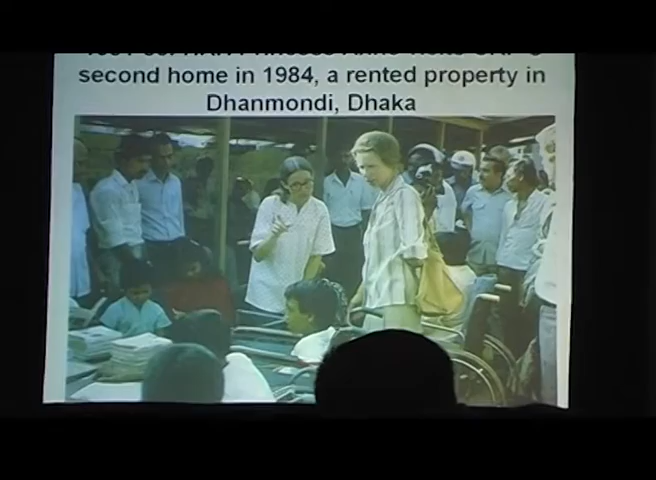 second home in 1984, a rented property in
Dhanmondi, Dhaka